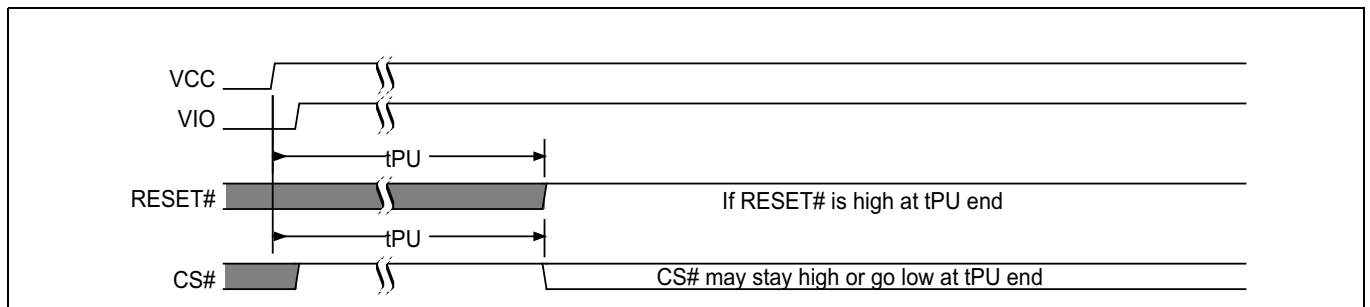 VCC
VIO
tPU
RESET# If RESET# is high at tPU end
tPU
CS# CS# may stay high or go low at tPU end